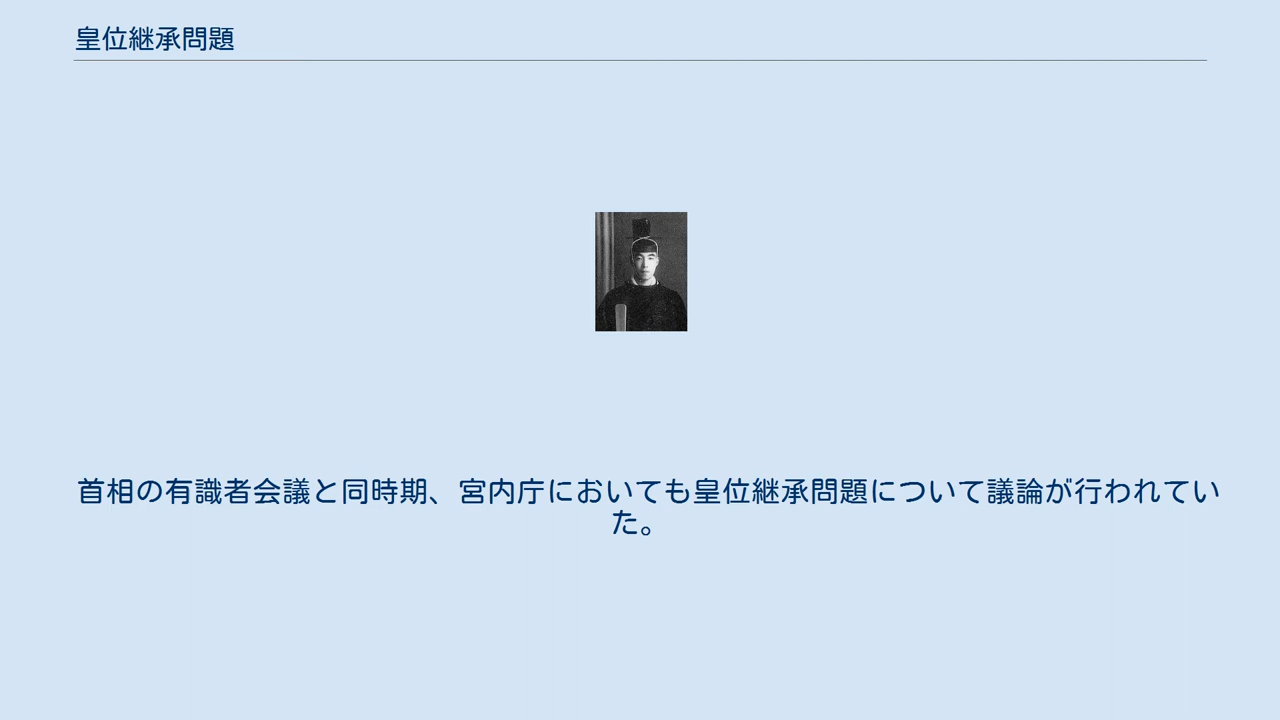 皇位継承問題
首相の有識者会議と同時期、宮内庁においても皇位継承問題について議論が行われてい
た。